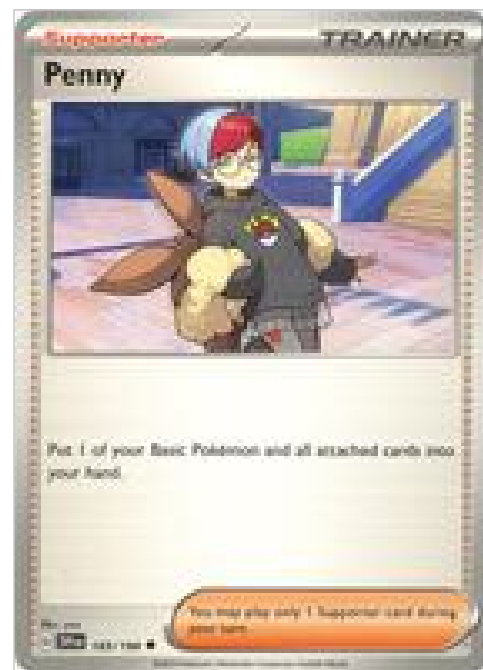 Supporter
TRAINER
Penny
Put 1 of your Basic Pokémon and all attached cards into
your hand.
You may play only 1 Supporter card during
your turn.